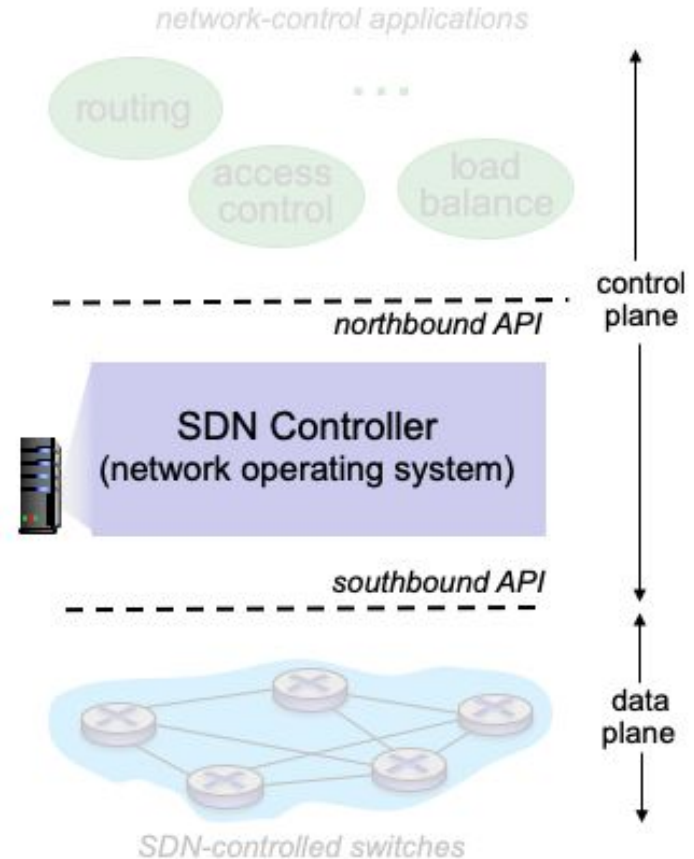 network-control applications
routing
...
access
control
load
balance
control
plane
northbound API
SDN Controller
(network operating system)
southbound API
data
plane
SDN-controlled switches